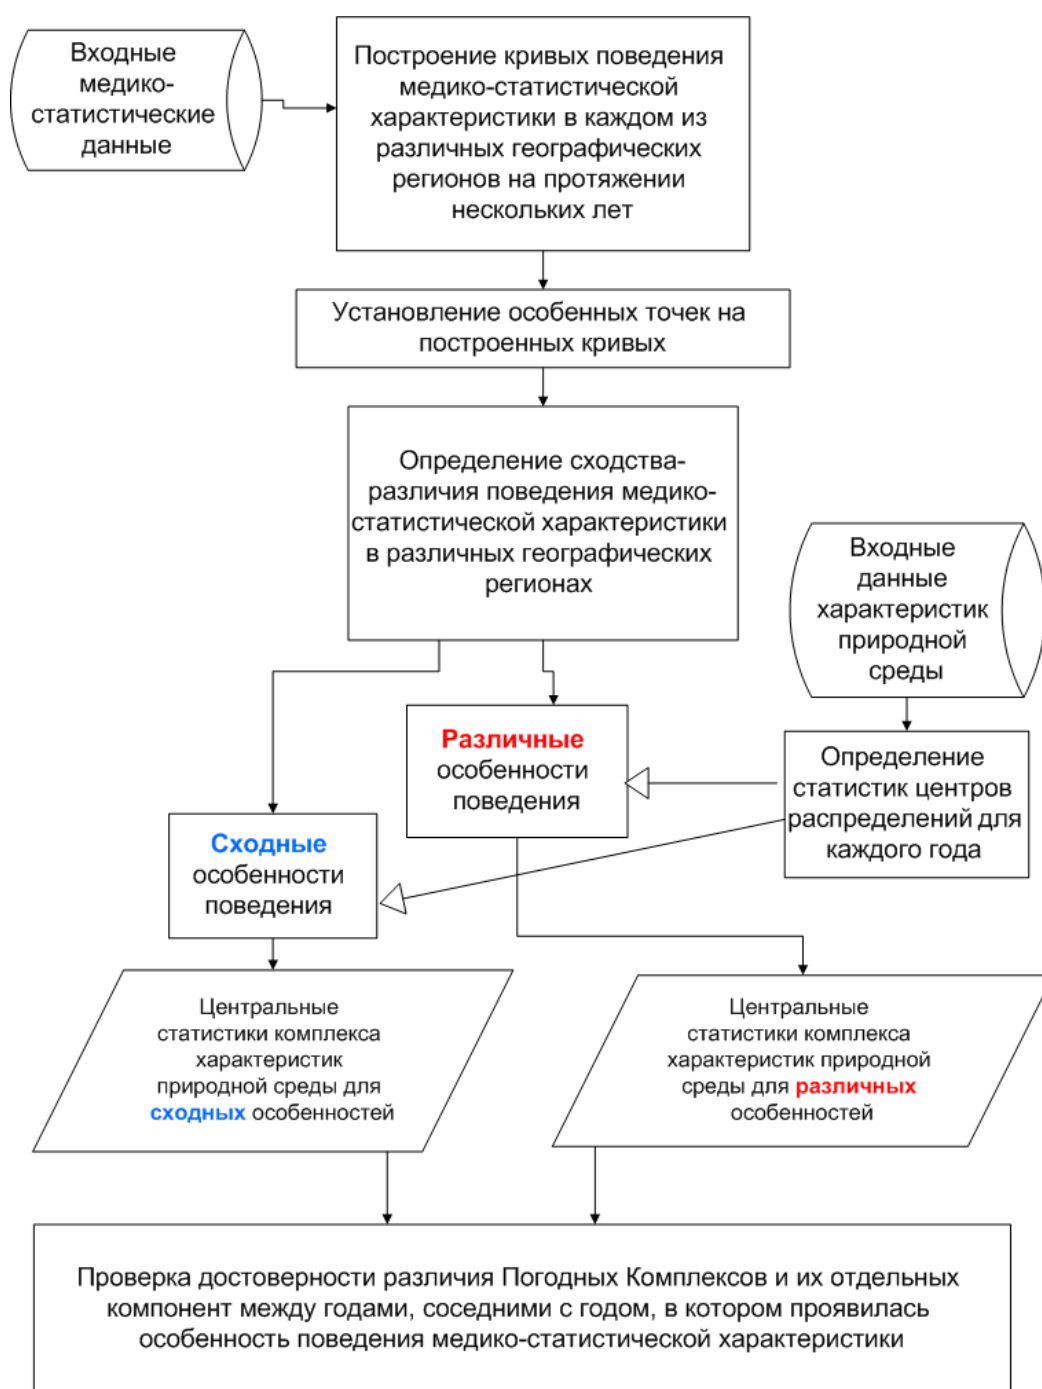 Входные
медико-
статистические
данные
Построение кривых поведения
медико-статистической
характеристики в каждом из
различных географических
регионов на протяжении
нескольких лет
Установление особенных точек на
построенных кривых
Определение сходства-
различия поведения медико-
статистической характеристики
в различных географических
регионах
Входные
данные
характеристик
природной
среды
Различные
особенности
поведения
Определение
статистик центров
распределений для
каждого года
Сходные
особенности
поведения
Центральные
статистики комплекса
характеристик
природной среды для
сходных особенностей
Центральные
статистики комплекса
характеристик природной
среды для различных
особенностей
Проверка достоверности различия Погодных Комплексов и их отдельных
компонент между годами, соседними с годом, в котором проявилась
особенность поведения медико-статистической характеристики